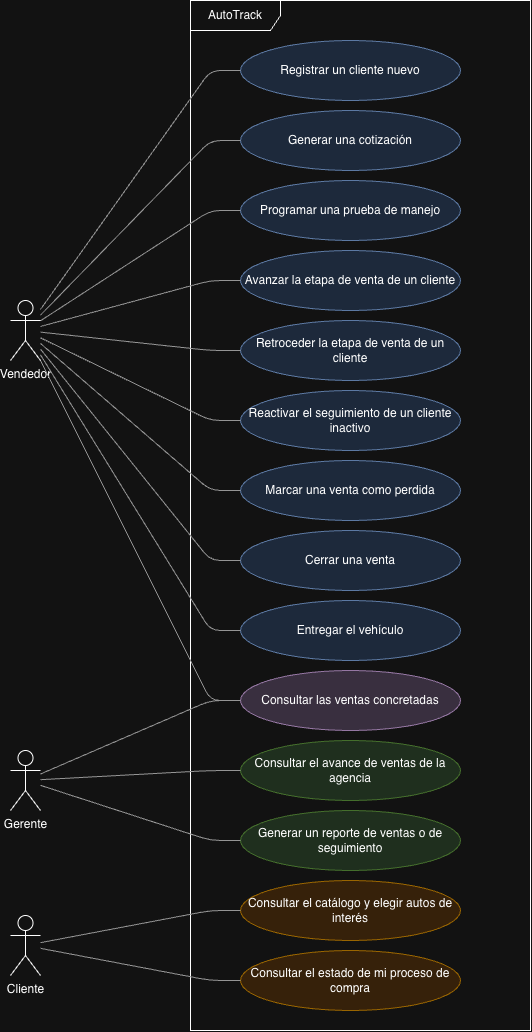 AutoTrack
Registrar un cliente nuevo
Generar una cotización
Programar una prueba de manejo
Avanzar la etapa de venta de un cliente
Retroceder la etapa de venta de un
cliente
Vendedor
Reactivar el seguimiento de un cliente
inactivo
Marcar una venta como perdida
Cerrar una venta
Entregar el vehículo
Consultar las ventas concretadas
Consultar el avance de ventas de la
agencia
Gerente
Generar un reporte de ventas o de
seguimiento
Consultar el catálogo y elegir autos de
interés
Consultar el estado de mi proceso de
compra
Cliente